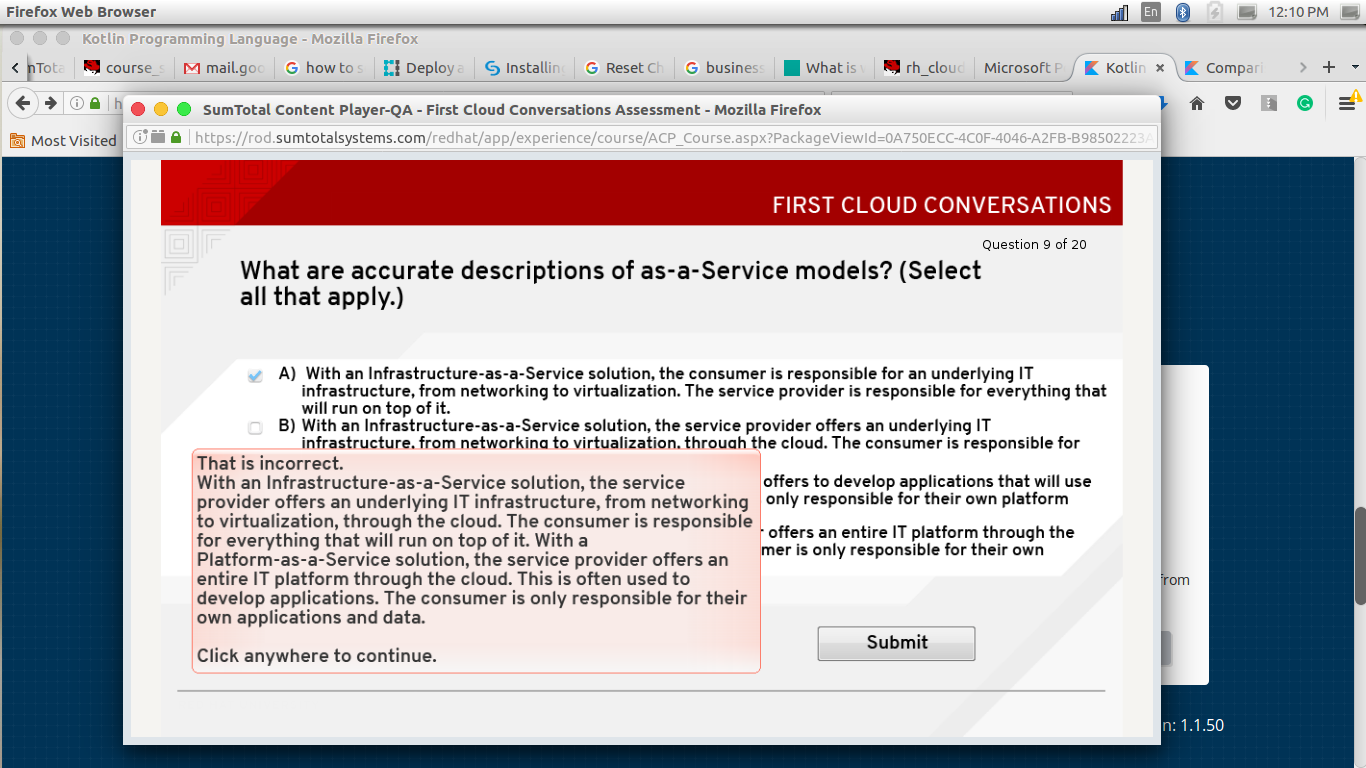 Firefox Web Browser
En
12:10 PM
Kotlin Programming Language - Mozilla Firefox
nTota
course_s
mail.goo
how to s
Deploy a
Installin
Reset Ch
business
What is
rh_cloud
Microsoft P
Kotlin
Compari
Most Visited
SumTotal Content Player-QA - First Cloud Conversations Assessment - Mozilla Firefox
https://rod.sumtotalsystems.com/redhat/app/experience/course/ACP_Course.aspx?PackageViewId=0A750ECC-4C0F-4046-A2FB-B98502223A
FIRST CLOUD CONVERSATIONS
Question 9 of 20
What are accurate descriptions of as-a-Service models? (Select
all that apply.)
A) With an Infrastructure-as-a-Service solution, the consumer is responsible for an underlying IT
infrastructure, from networking to virtualization. The service provider is responsible for everything that
will run on top of it.
B) With an Infrastructure-as-a-Service solution, the service provider offers an underlying IT
infrastructure, from networking to virtualization, through the cloud. The consumer is responsible for
offers to develop applications that will use
only responsible for their own platform
offers an entire IT platform through the
mer is only responsible for their own
That is incorrect.
With an Infrastructure-as-a-Service solution, the service
provider offers an underlying IT infrastructure, from networking
to virtualization, through the cloud. The consumer is responsible
for everything that will run on top of it. With a
Platform-as-a-Service solution, the service provider offers an
entire IT platform through the cloud. This is often used to
develop applications. The consumer is only responsible for their
own applications and data.
Click anywhere to continue.
Submit
from
n: 1.1.50